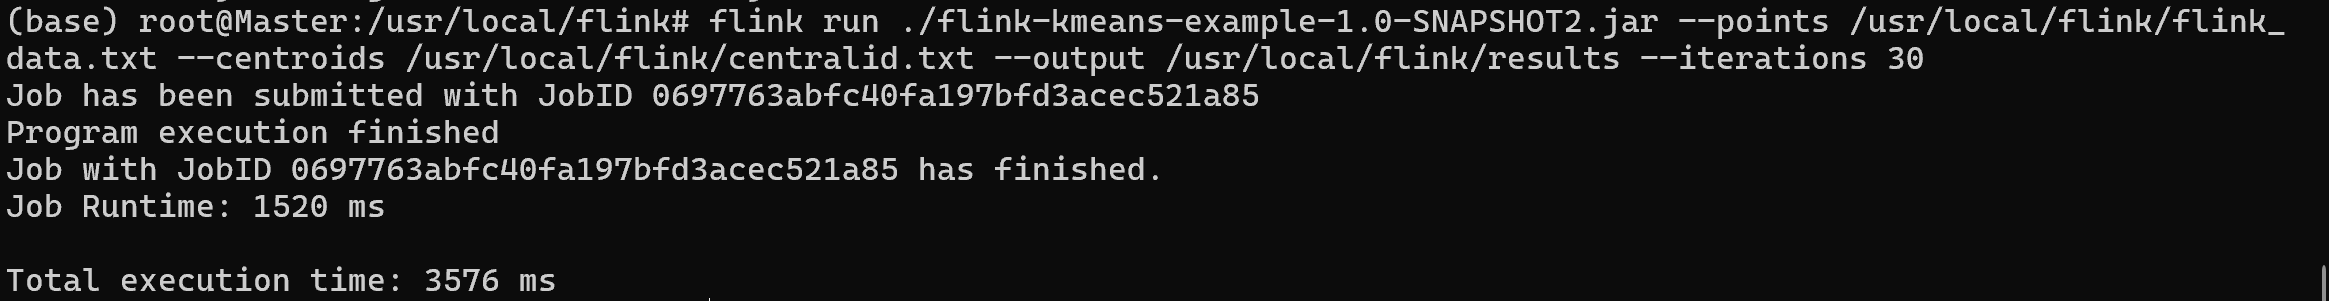 (base) root@Master:/usr/local/flink# flink run ./flink-kmeans-example-1.0-SNAPSHOT2.jar --points /usr/local/flink/flink_
data.txt --centroids /usr/local/flink/centralid.txt --output /usr/local/flink/results --iterations 30
Job has been submitted with JobID 0697763abfc40fa197bfd3acec521a85
Program execution finished
Job with JobID 0697763abfc40fa197bfd3acec521a85 has finished.
Job Runtime: 1520 ms

Total execution time: 3576 ms